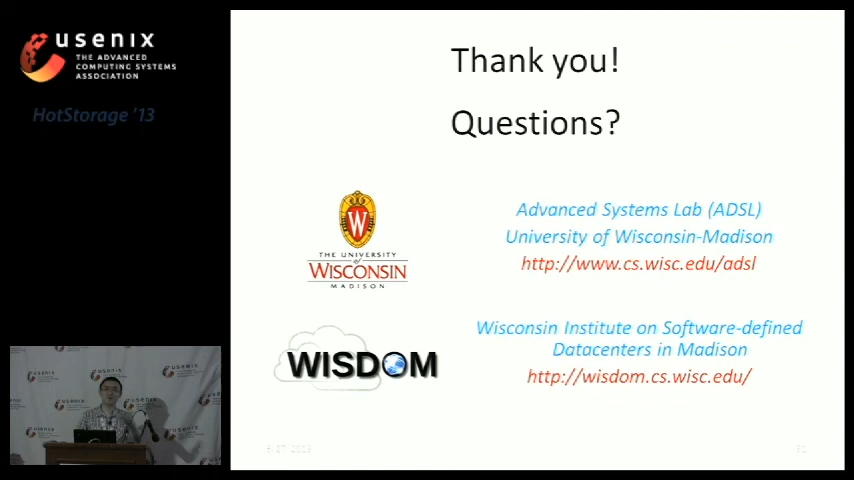 usenix
THE ADVANCED
COMPUTING SYSTEMS
ASSOCIATION
HotStorage '13
Thank you!
Questions?
W
THE UNIVERSITY
of
WISCONSIN
MADISON
Advanced Systems Lab (ADSL)
University of Wisconsin-Madison
http://www.cs.wisc.edu/adsl
WISDOM
Wisconsin Institute on Software-defined
Datacenters in Madison
http://wisdom.cs.wisc.edu/
usenix
usenix